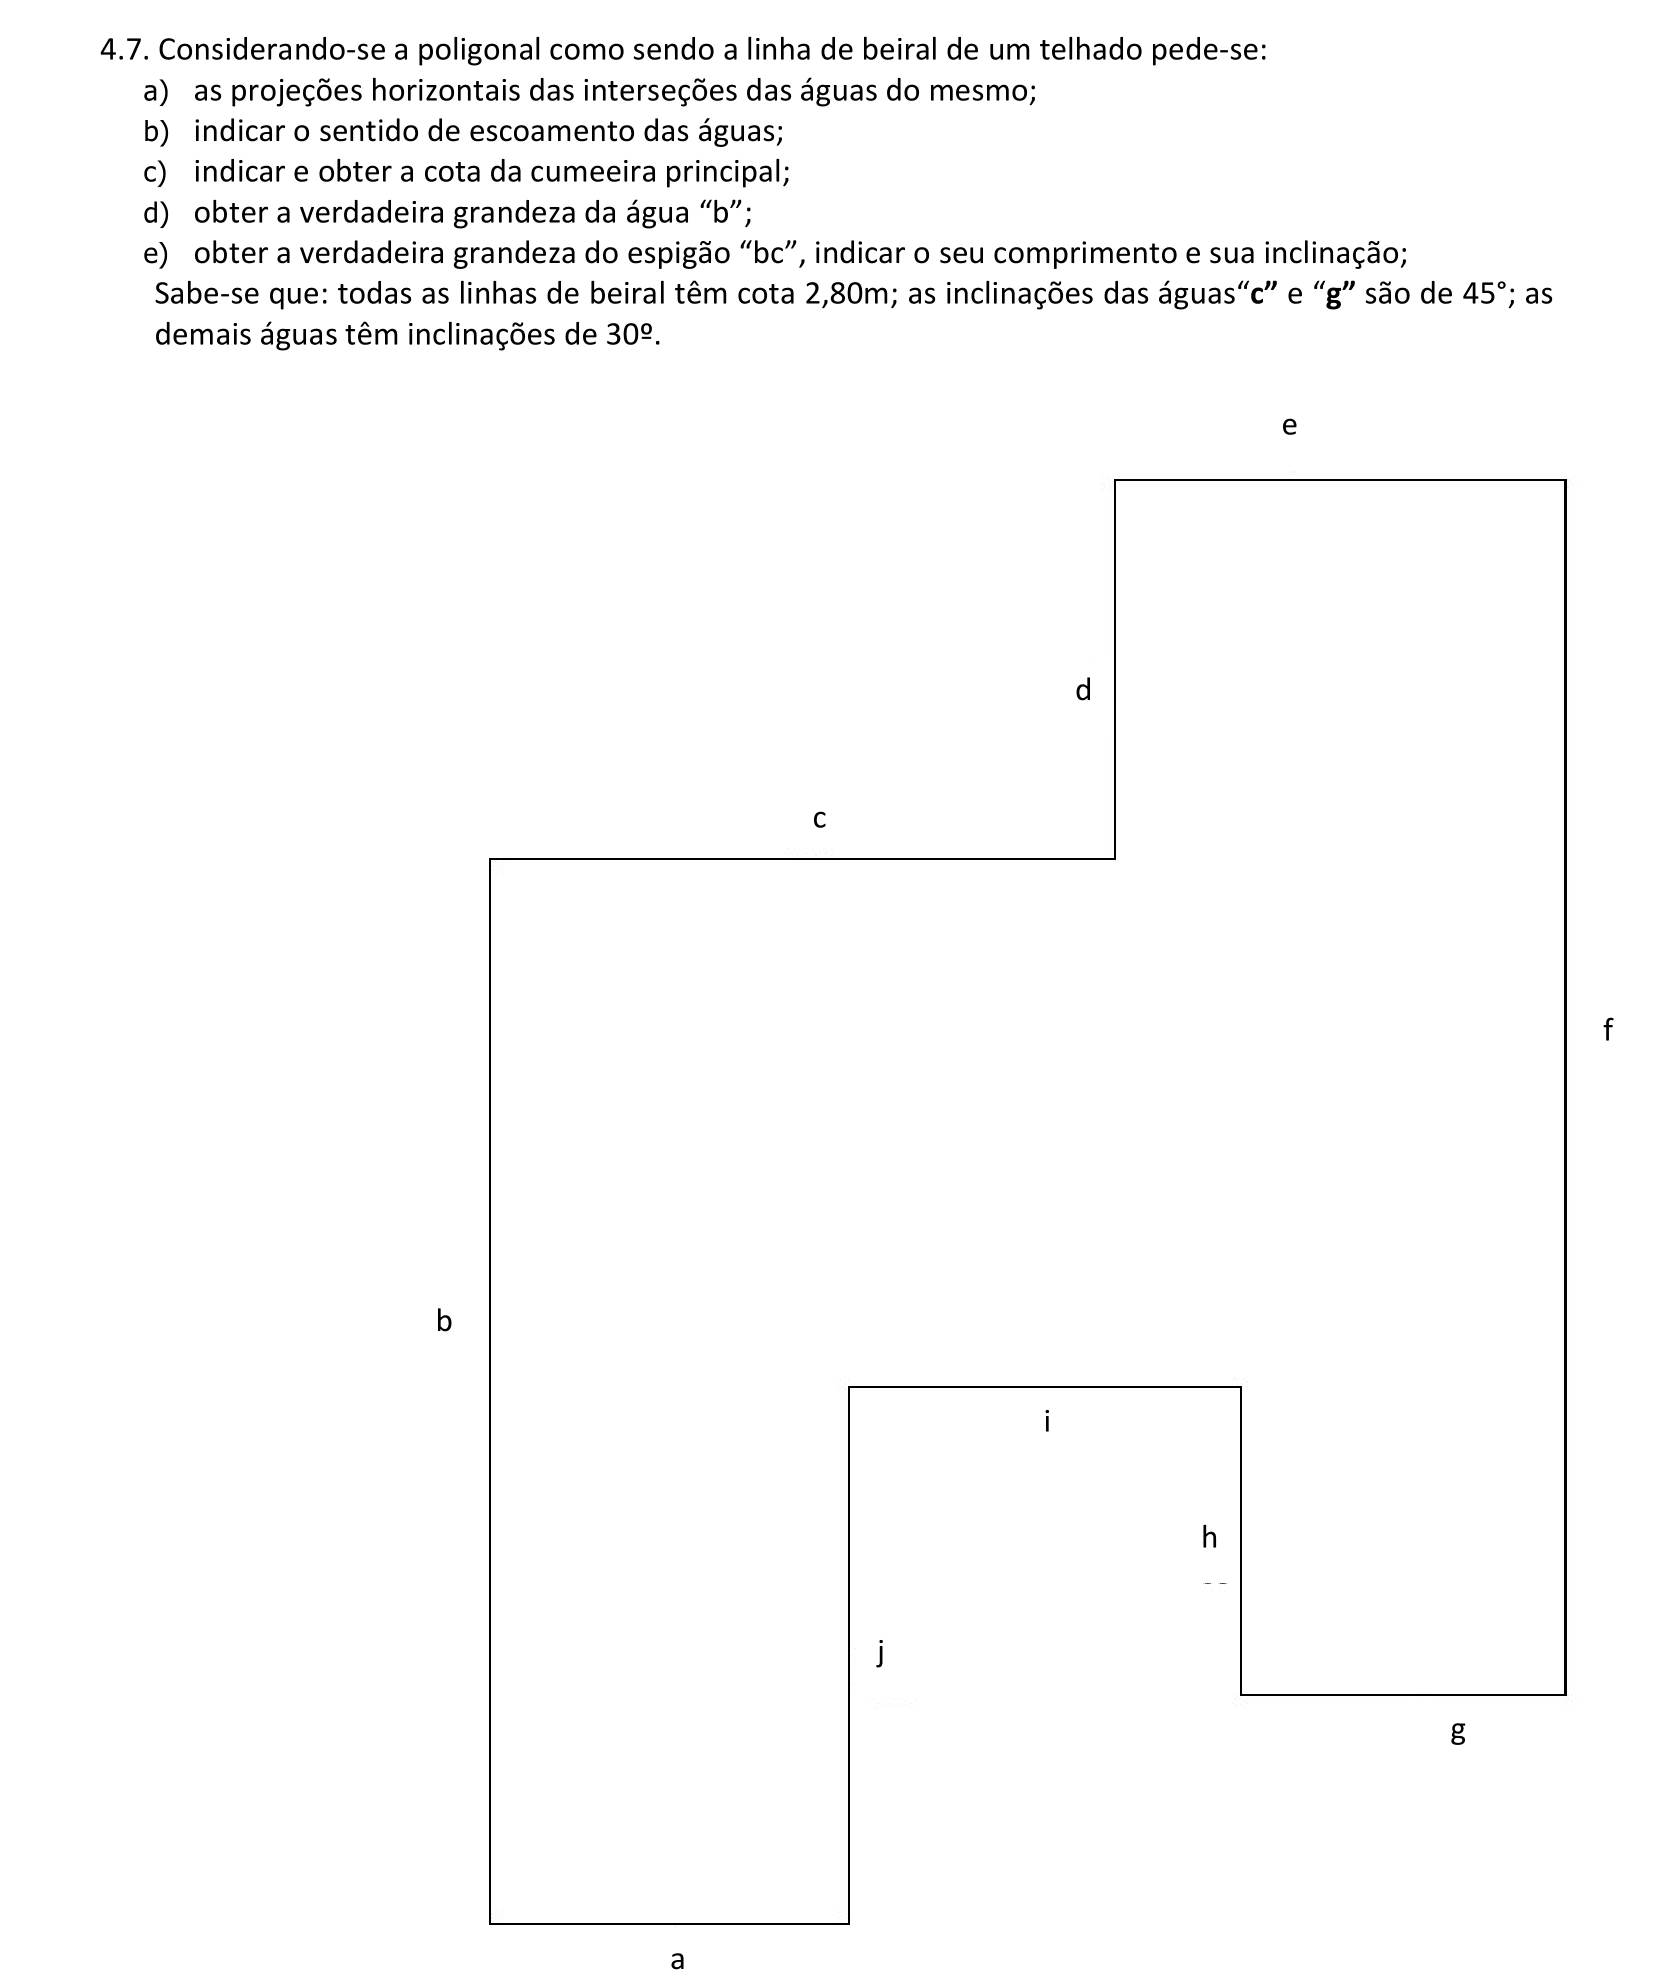 4.7. Considerando-se a poligonal como sendo a linha de beiral de um telhado pede-se:
a) as projeções horizontais das interseções das águas do mesmo;
b) indicar o sentido de escoamento das águas;
c) indicar e obter a cota da cumeeira principal;
d) obter a verdadeira grandeza da água “b”;
e) obter a verdadeira grandeza do espigão “bc”, indicar o seu comprimento e sua inclinação;
Sabe-se que: todas as linhas de beiral têm cota 2,80m; as inclinações das águas“c” e “g” são de 45°; as
demais águas têm inclinações de 30º.
e
d
c
f
b
i
h
j
g
a